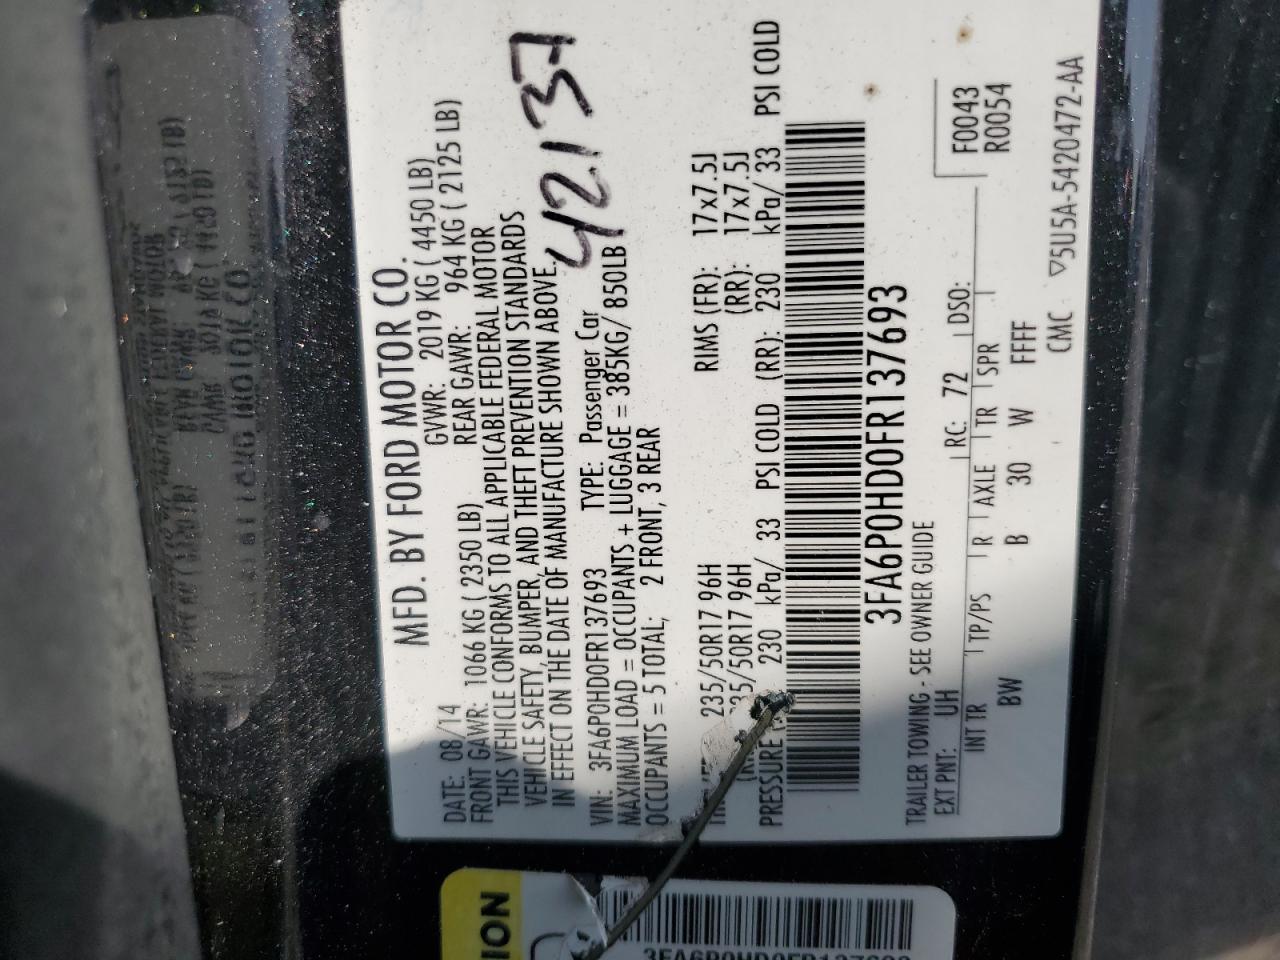 MFD. BY FORD MOTOR CO.
DATE: 08/14 GVWR: 2019 KG ( 4450 LB)
FRONT GAWR: 1066 KG ( 2350 LB) REAR GAWR: 964 KG ( 2125 LB)
THIS VEHICLE CONFORMS TO ALL APPLICABLE FEDERAL MOTOR
VEHICLE SAFETY, BUMPER, AND THEFT PREVENTION STANDARDS
IN EFFECT ON THE DATE OF MANUFACTURE SHOWN ABOVE.
42137
VIN: 3FA6P0HD0FR137693 TYPE: Passenger Car
MAXIMUM LOAD = OCCUPANTS + LUGGAGE = 385KG/ 850LB
OCCUPANTS = 5 TOTAL; 2 FRONT, 3 REAR
235/50R17 96H RIMS (FR): 17x7.5J
35/50R17 96H (RR): 17x7.5J
PRESSURE 230 kPa/ 33 PSI COLD (RR): 230 kPa/ 33 PSI COLD
3FA6P0HD0FR137693
TRAILER TOWING - SEE OWNER GUIDE
EXT PNT: UH RC: 72 DSO: F0043
R0054
INT TR TP/PS R AXLE TR SPR
BW B 30 W FFF
CMC ▽5U5A-5420472-AA
ION